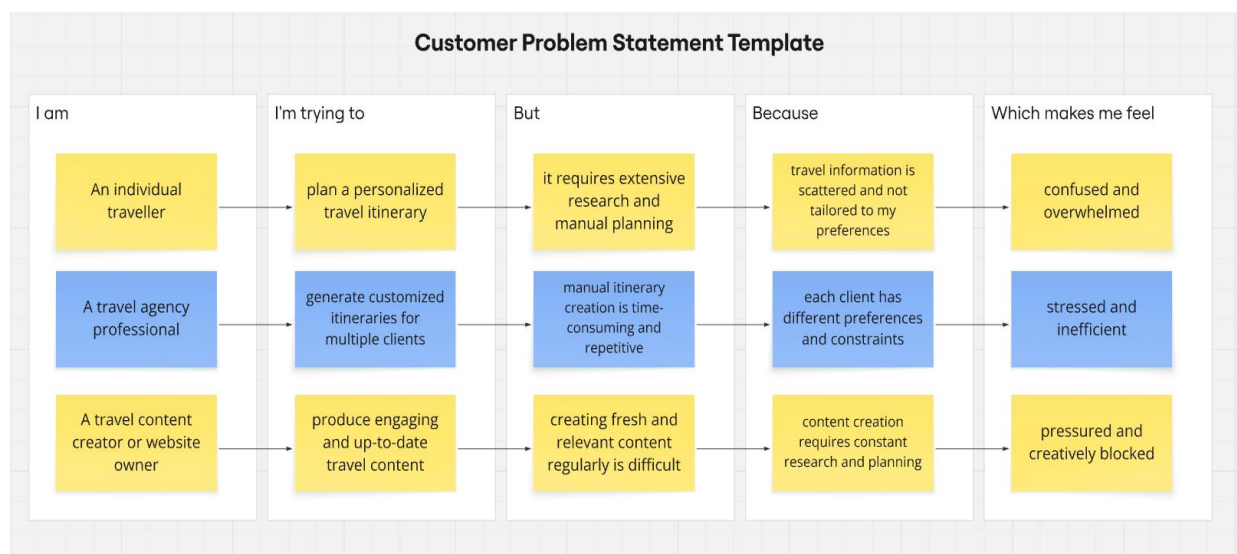 Customer Problem Statement Template
I am
I'm trying to
But
Because
Which makes me feel
An individual
traveller
plan a personalized
travel itinerary
it requires extensive
research and
manual planning
travel information is
scattered and not
tailored to my
preferences
confused and
overwhelmed
A travel agency
professional
generate customized
itineraries for
multiple clients
manual itinerary
creation is time-
consuming and
repetitive
each client has
different preferences
and constraints
stressed and
inefficient
A travel content
creator or website
owner
produce engaging
and up-to-date
travel content
creating fresh and
relevant content
regularly is difficult
content creation
requires constant
research and planning
pressured and
creatively blocked